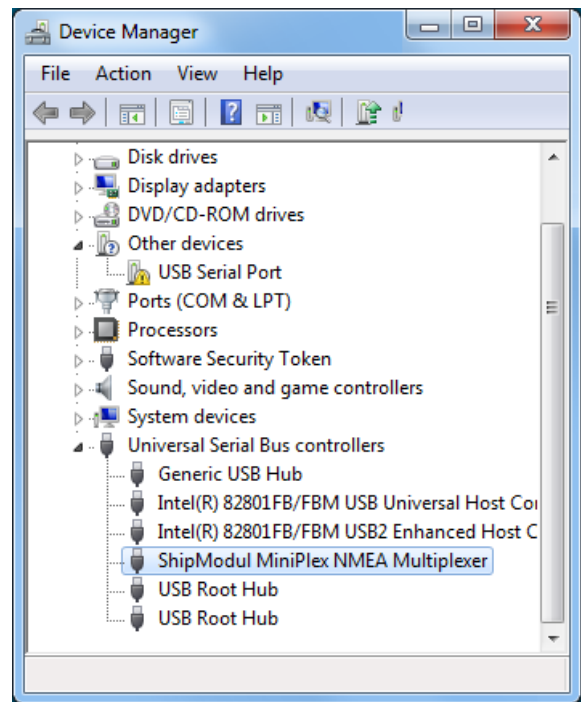 Device Manager
File Action View Help
Disk drives
Display adapters
DVD/CD-ROM drives
Other devices
USB Serial Port
Ports (COM & LPT)
Processors
Software Security Token
Sound, video and game controllers
System devices
Universal Serial Bus controllers
Generic USB Hub
Intel(R) 82801FB/FBM USB Universal Host Co
Intel(R) 82801FB/FBM USB2 Enhanced Host C
ShipModul MiniPlex NMEA Multiplexer
USB Root Hub
USB Root Hub